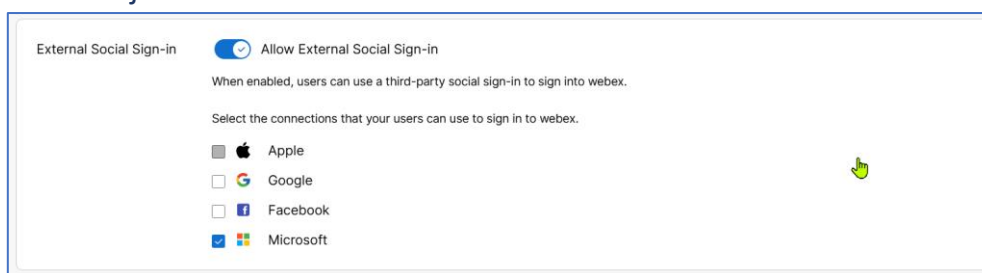 External Social Sign-in Allow External Social Sign-in
When enabled, users can use a third-party social sign-in to sign into webex.
Select the connections that your users can use to sign in to webex.
Apple
Google
Facebook
Microsoft